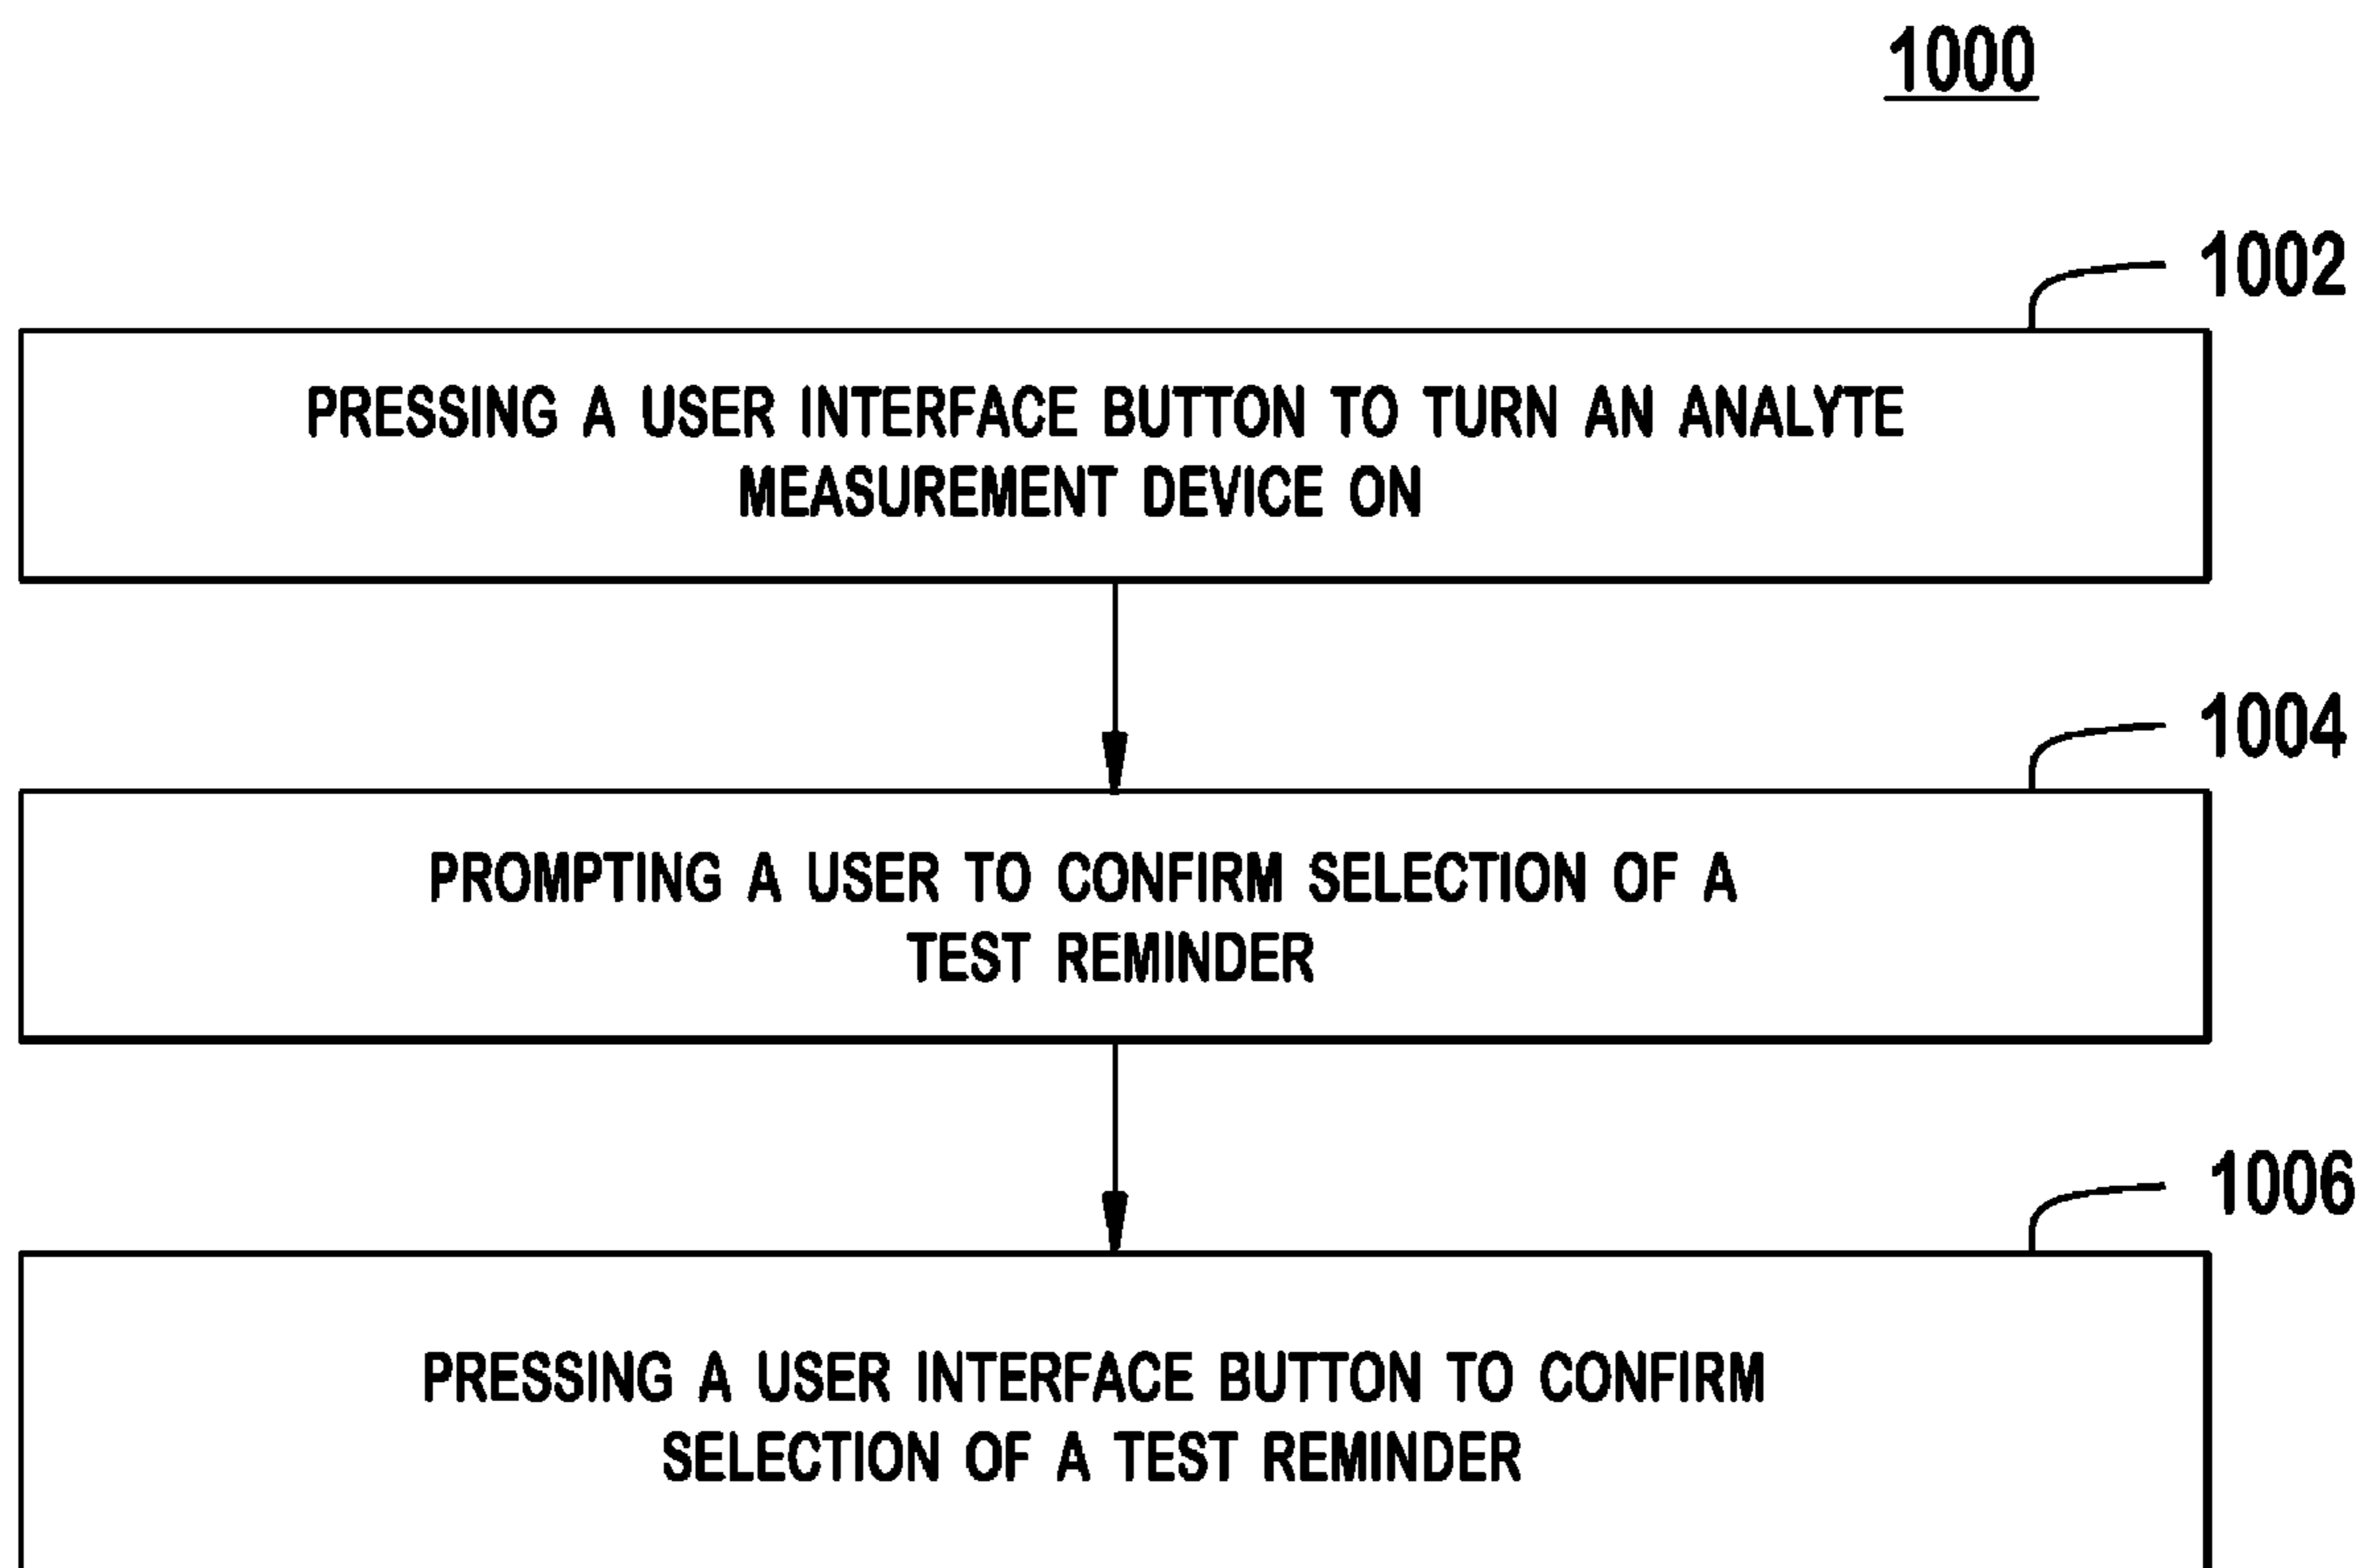 1000
1002
PRESSING A USER INTERFACE BUTTON TO TURN AN ANALYTE
MEASUREMENT DEVICE ON
1004
PROMPTING A USER TO CONFIRM SELECTION OF A
TEST REMINDER
1006
PRESSING A USER INTERFACE BUTTON TO CONFIRM
SELECTION OF A TEST REMINDER